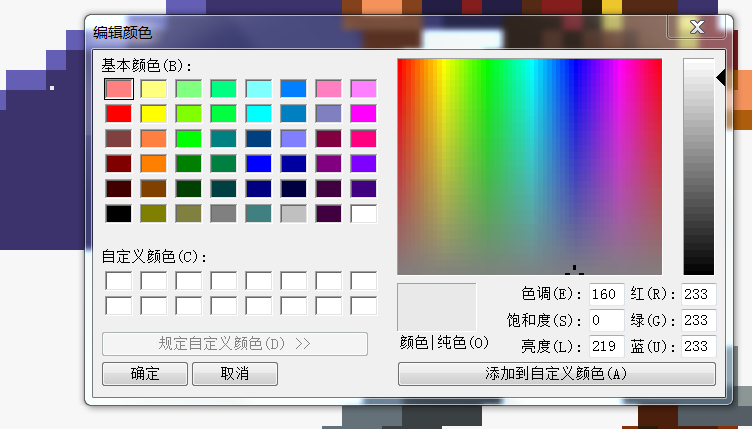 编辑颜色
基本颜色(B):
自定义颜色(C):
规定自定义颜色(D) >>
确定 取消
颜色|纯色(O)
色调(E): 160 红(R): 233
饱和度(S): 0 绿(G): 233
亮度(L): 219 蓝(U): 233
添加到自定义颜色(A)